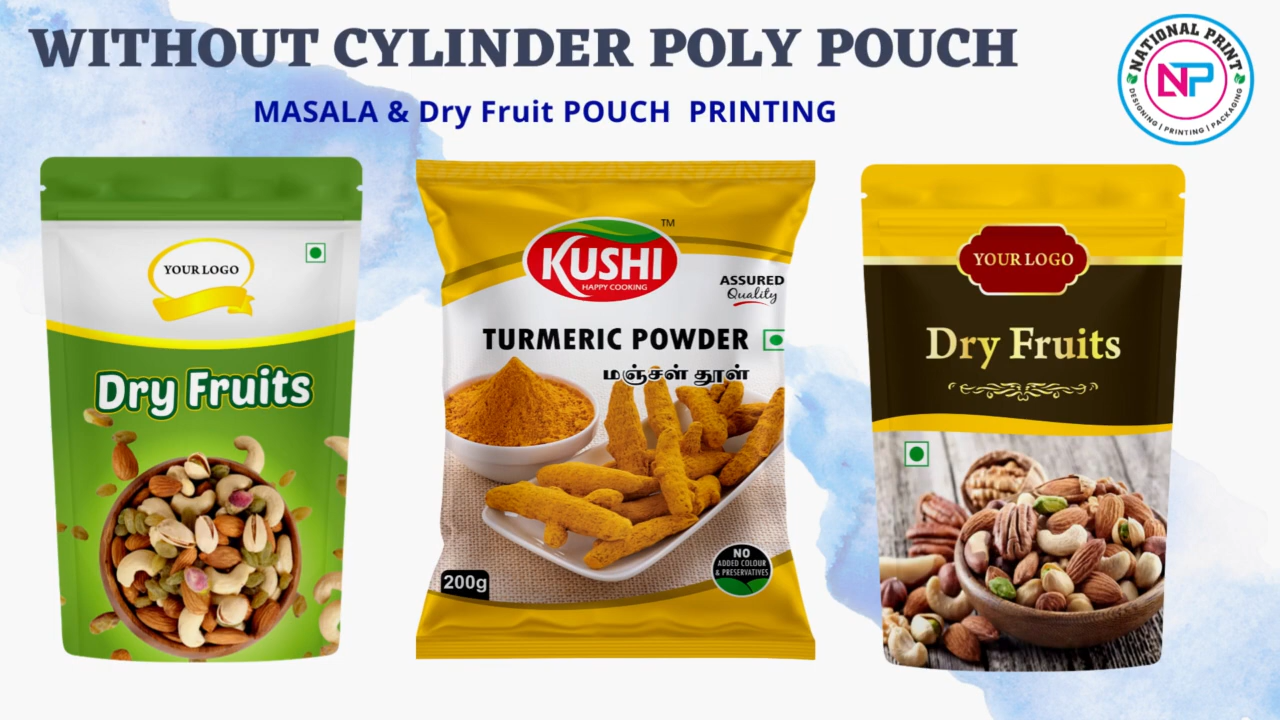 WITHOUT CYLINDER POLY POUCH
MASALA & Dry Fruit POUCH PRINTING
NATIONAL PRINT
NP
DESIGNING | PRINTING | PACKAGING
YOUR LOGO
Dry Fruits
TM
KUSHI
HAPPY COOKING
ASSURED
Quality
TURMERIC POWDER
மஞ்சள் தூள்
NO
ADDED COLOUR
& PRESERVATIVES
200g
YOUR LOGO
Dry Fruits